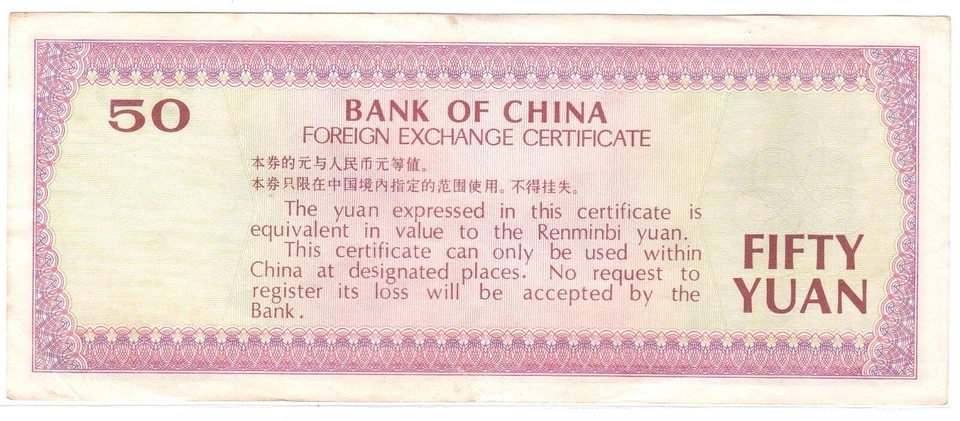 50
BANK OF CHINA
FOREIGN EXCHANGE CERTIFICATE
本券的元与人民币元等值。
本券只限在中国境内指定的范围使用。不得挂失。
The yuan expressed in this certificate is
equivalent in value to the Renminbi yuan.
This certificate can only be used within
China at designated places. No request to
register its loss will be accepted by the
Bank.
FIFTY
YUAN